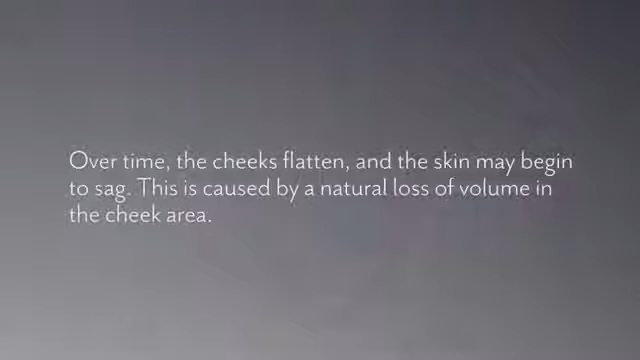 Over time, the cheeks flatten, and the skin may begin
to sag. This is caused by a natural loss of volume in
the cheek area.